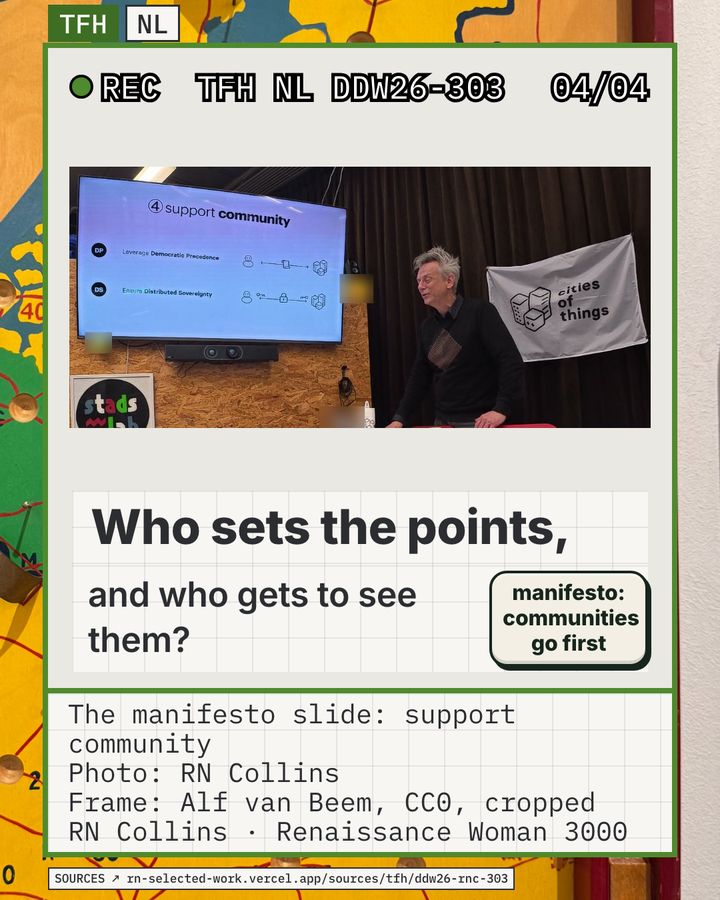 TFH NL
REC TFH NL DDW26-303 04/04
4 support community
DP Leverage Democratic Precedence
DS Ensure Distributed Sovereignty
cities
of
things
stads
lab
40
Who sets the points,
and who gets to see
them?
manifesto:
communities
go first
The manifesto slide: support
community
Photo: RN Collins
Frame: Alf van Beem, CC0, cropped
RN Collins · Renaissance Woman 3000
2
0
SOURCES ↗ rn-selected-work.vercel.app/sources/tfh/ddw26-rnc-303